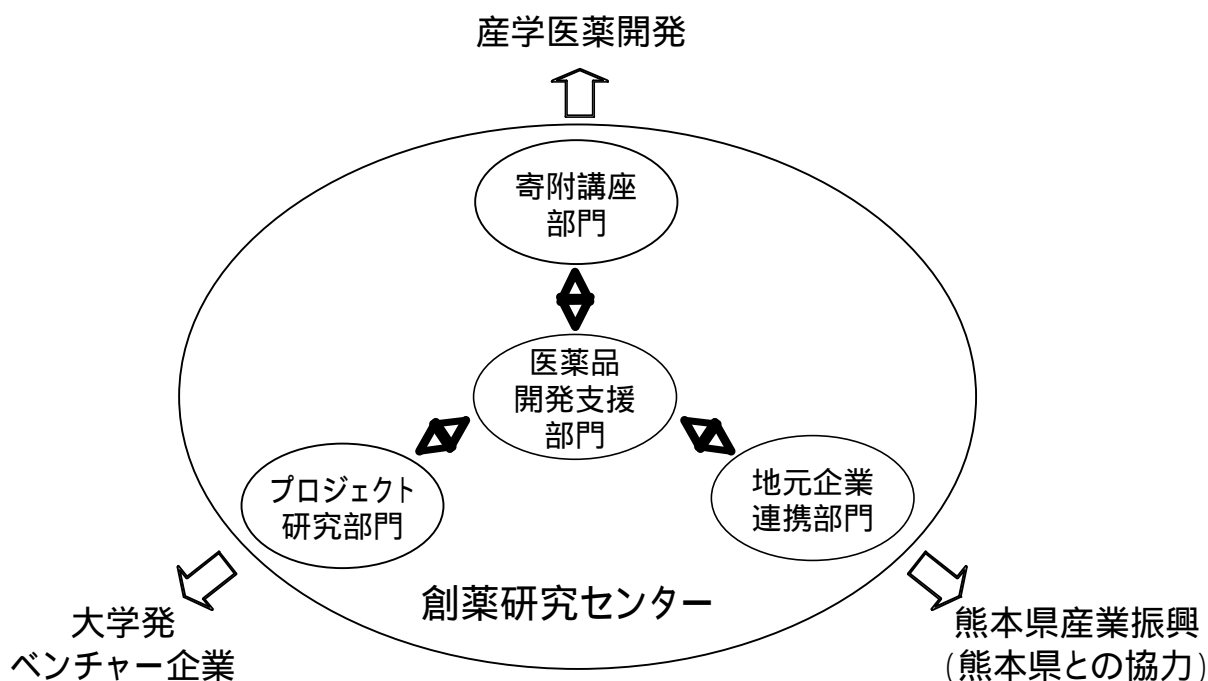 産学医薬開発
寄附講座
部門
医薬品
開発支援
部門
プロジェクト
研究部門
地元企業
連携部門
創薬研究センター
大学発
ベンチャー企業
熊本県産業振興
(熊本県との協力)